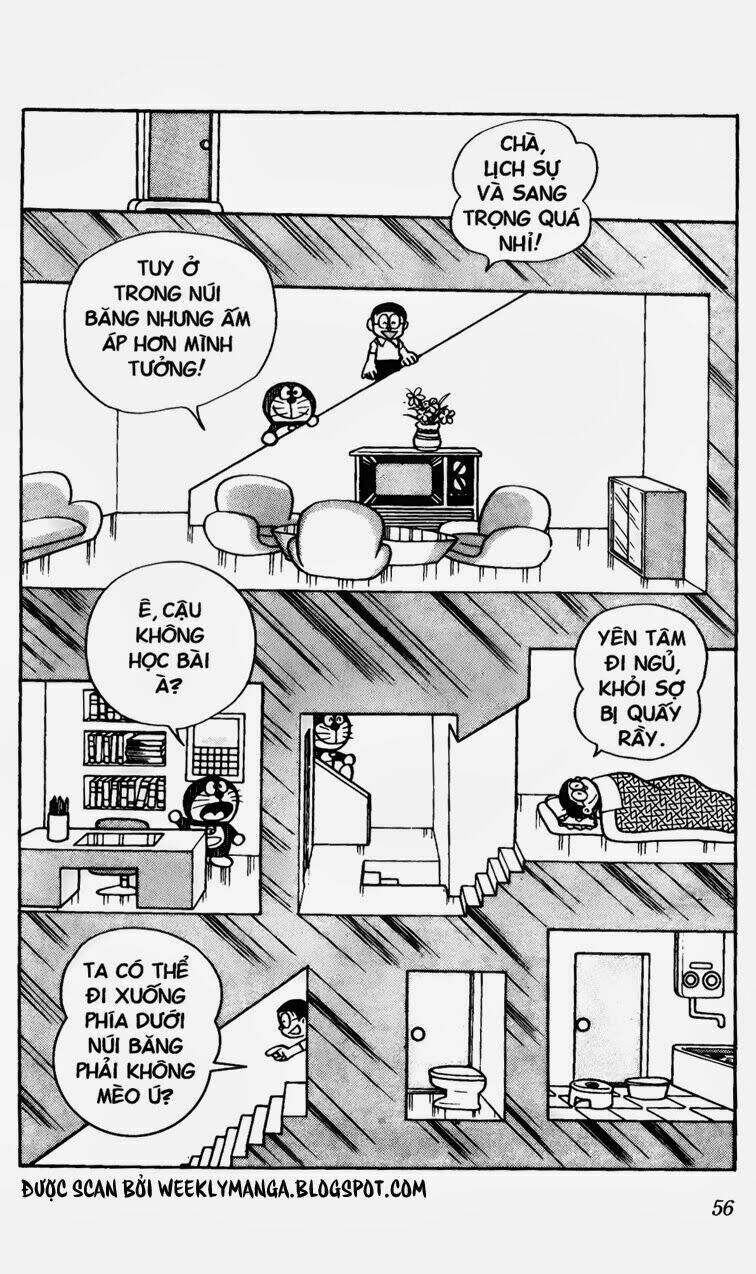 CHÀ,
LỊCH SỰ
VÀ SANG
TRỌNG QUÁ
NHỈ!
TUY Ở
TRONG NÚI
BĂNG NHƯNG ẤM
ÁP HƠN MÌNH
TƯỞNG!
Ê, CẬU
KHÔNG
HỌC BÀI
À?
YÊN TÂM
ĐI NGỦ,
KHỎI SỢ
BỊ QUẤY
RẦY.
TA CÓ THỂ
ĐI XUỐNG
PHÍA DƯỚI
NÚI BĂNG
PHẢI KHÔNG
MÈO Ú?
ĐƯỢC SCAN BỞI WEEKLYMANGA.BLOGSPOT.COM
56